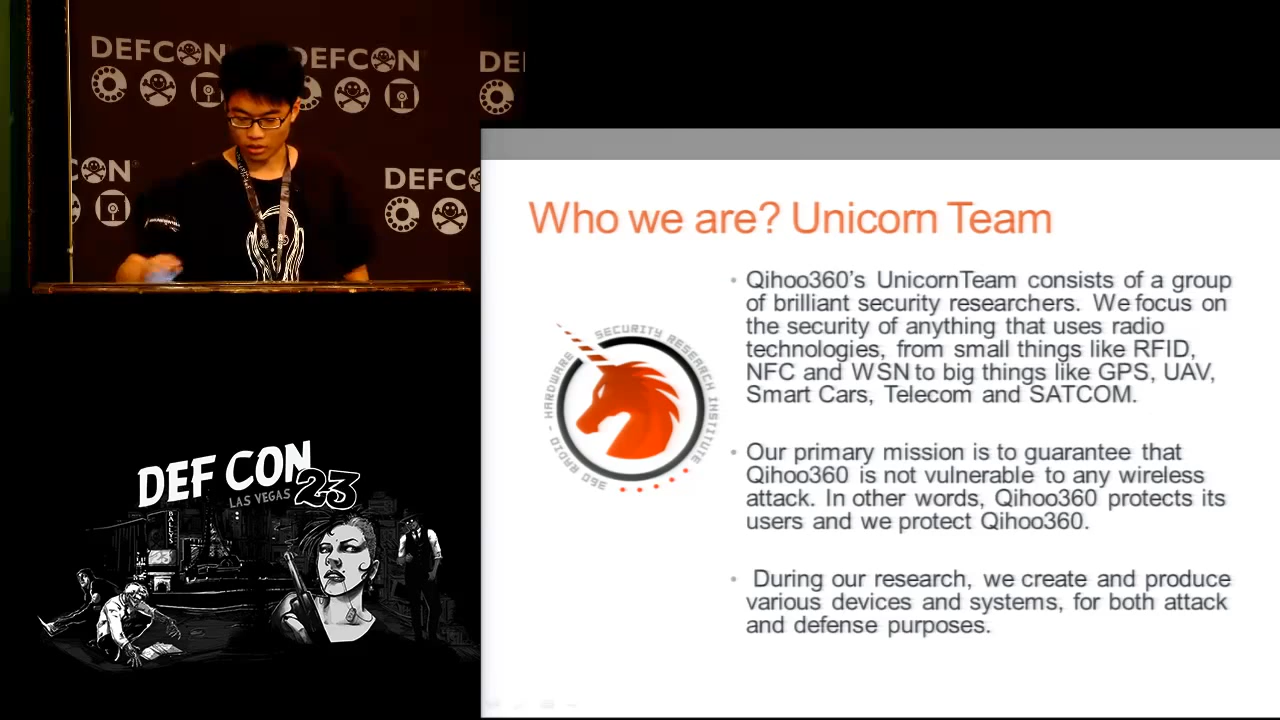 DEFCON
DEFCON
DE
CON
DEFCO
DEF CON 23
LAS VEGAS
BALLYS
Who we are? Unicorn Team
SECURITY RESEARCH INSTITUTE
360 RADIO - HARDWARE
• Qihoo360's UnicornTeam consists of a group
of brilliant security researchers. We focus on
the security of anything that uses radio
technologies, from small things like RFID,
NFC and WSN to big things like GPS, UAV,
Smart Cars, Telecom and SATCOM.
• Our primary mission is to guarantee that
Qihoo360 is not vulnerable to any wireless
attack. In other words, Qihoo360 protects its
users and we protect Qihoo360.
• During our research, we create and produce
various devices and systems, for both attack
and defense purposes.